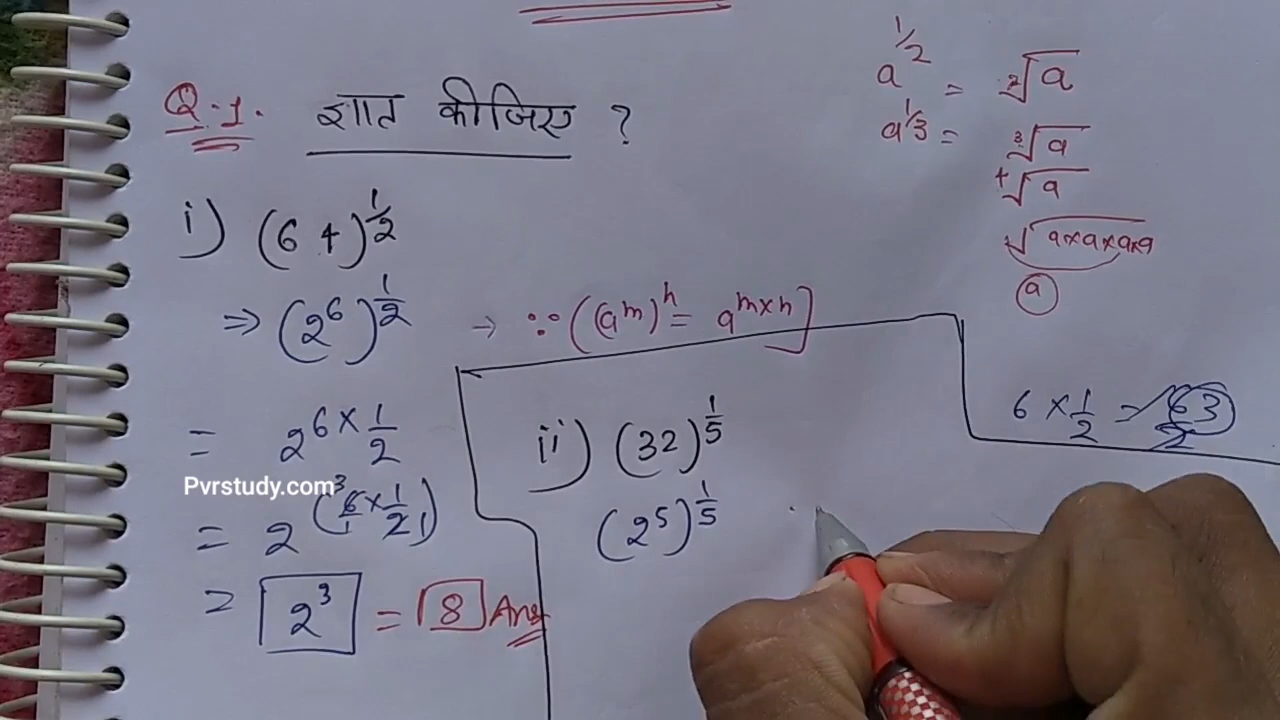 Q.1. ज्ञात कीजिए ?
i) (64)^1/2
⇒ (2^6)^1/2 → ∵ (a^m)^n = a^m×n]
= 2^6×1/2
Pvrstudy.com
= 2^(6×1/2)
= 2^3 = 8 Ans
ii) (32)^1/5
(2^5)^1/5
a^1/2 = ²√a
a^1/3 = ³√a
⁴√a
√a×a×a×a
a
6 × 1/2 = 6/2 3